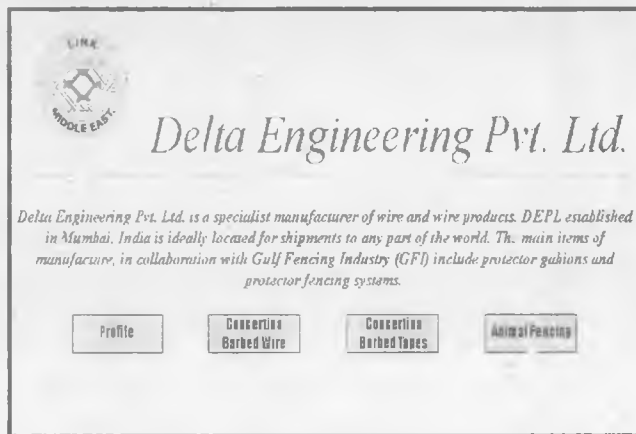 LINK
MIDDLE EAST.
Delta Engineering Pvt. Ltd.
Delta Engineering Pvt. Ltd. is a specialist manufacturer of wire and wire products. DEPL established
in Mumbai, India is ideally located for shipments to any part of the world. The main items of
manufacture, in collaboration with Gulf Fencing Industry (GFI) include protector gabions and
protector fencing systems.
Profile
Concertina
Barbed Wire
Concertina
Barbed Tapes
Animal Fencing